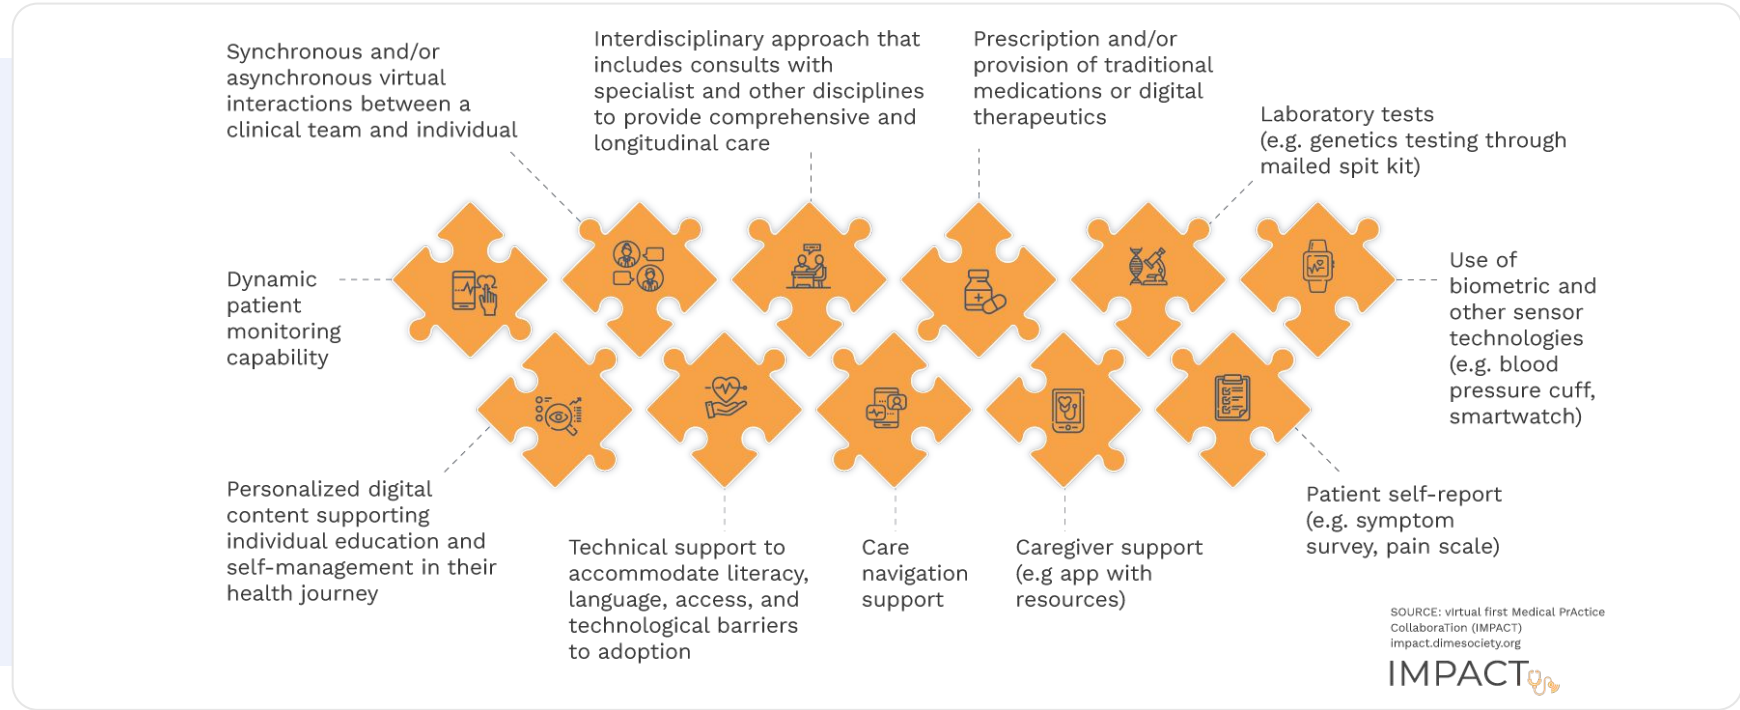 Synchronous and/or
asynchronous virtual
interactions between a
clinical team and individual
Interdisciplinary approach that
includes consults with
specialist and other disciplines
to provide comprehensive and
longitudinal care
Prescription and/or
provision of traditional
medications or digital
therapeutics
Laboratory tests
(e.g. genetics testing through
mailed spit kit)
Dynamic
patient
monitoring
capability
Use of
biometric and
other sensor
technologies
(e.g. blood
pressure cuff,
smartwatch)
Personalized digital
content supporting
individual education and
self-management in their
health journey
Technical support to
accommodate literacy,
language, access, and
technological barriers
to adoption
Care
navigation
support
Caregiver support
(e.g app with
resources)
Patient self-report
(e.g. symptom
survey, pain scale)
SOURCE: vIrtual first Medical PrActice
CollaboraTion (IMPACT)
impact.dimesociety.org
IMPACT